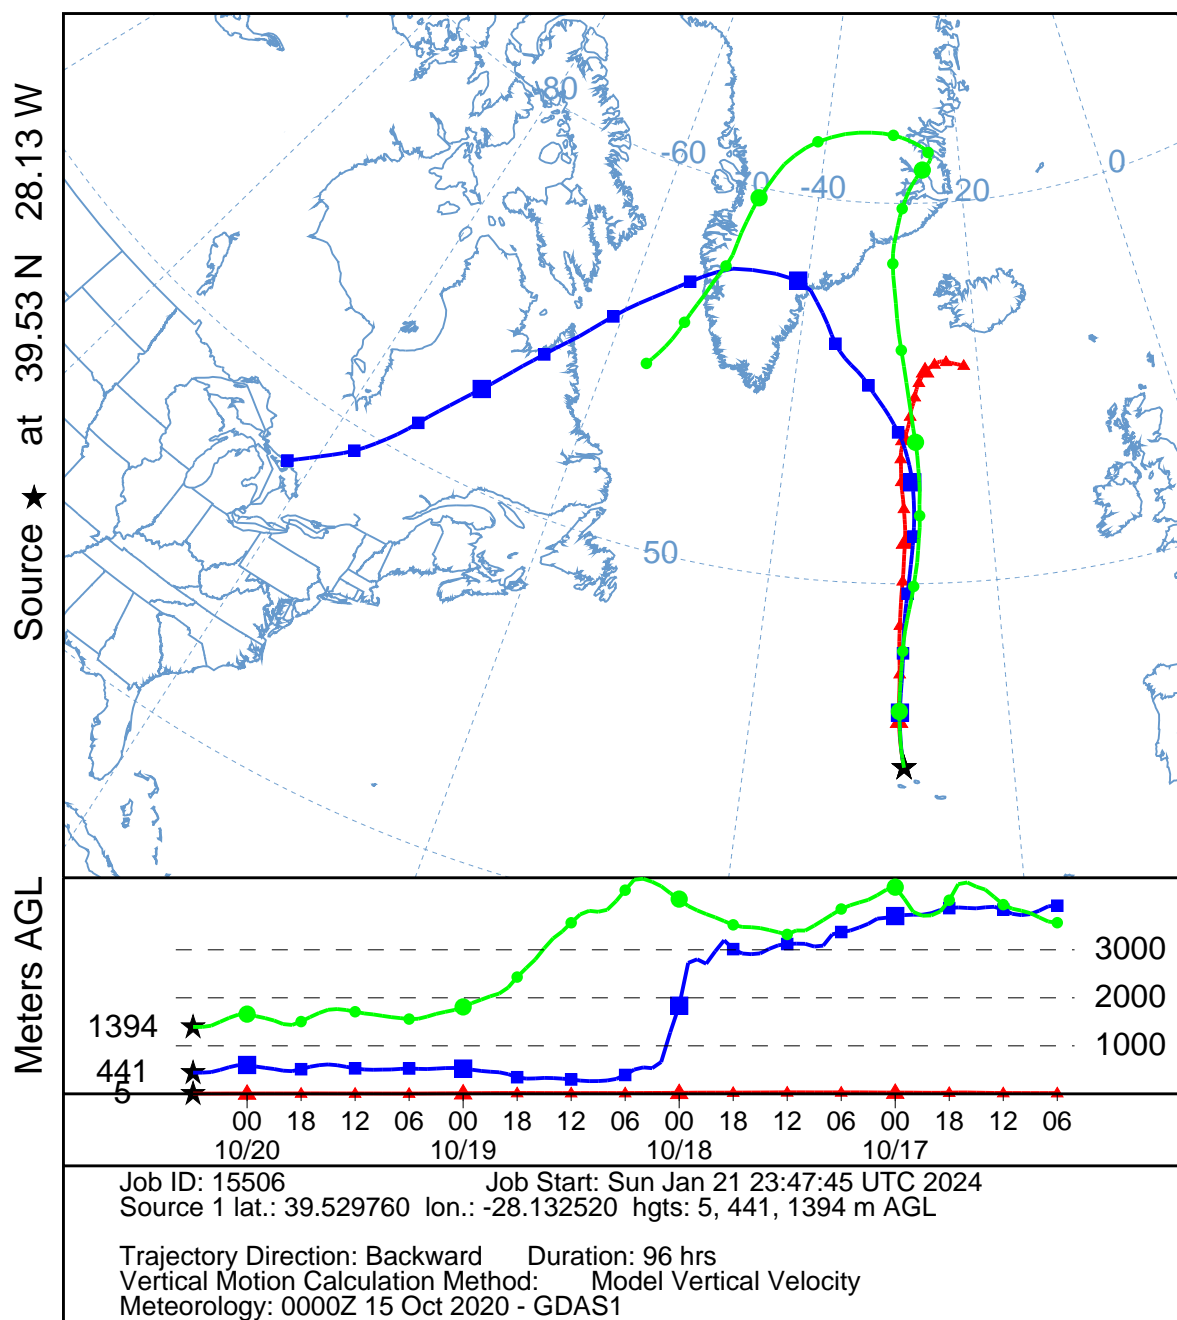 Source ★ at 39.53 N 28.13 W
80
-60
-40
-20
0
70
50
Meters AGL
3000
2000
1394
1000
441
5
00 18 12 06 00 18 12 06 00 18 12 06 00 18 12 06
10/20 10/19 10/18 10/17
Job ID: 15506 Job Start: Sun Jan 21 23:47:45 UTC 2024
Source 1 lat.: 39.529760 lon.: -28.132520 hgts: 5, 441, 1394 m AGL
Trajectory Direction: Backward Duration: 96 hrs
Vertical Motion Calculation Method: Model Vertical Velocity
Meteorology: 0000Z 15 Oct 2020 - GDAS1